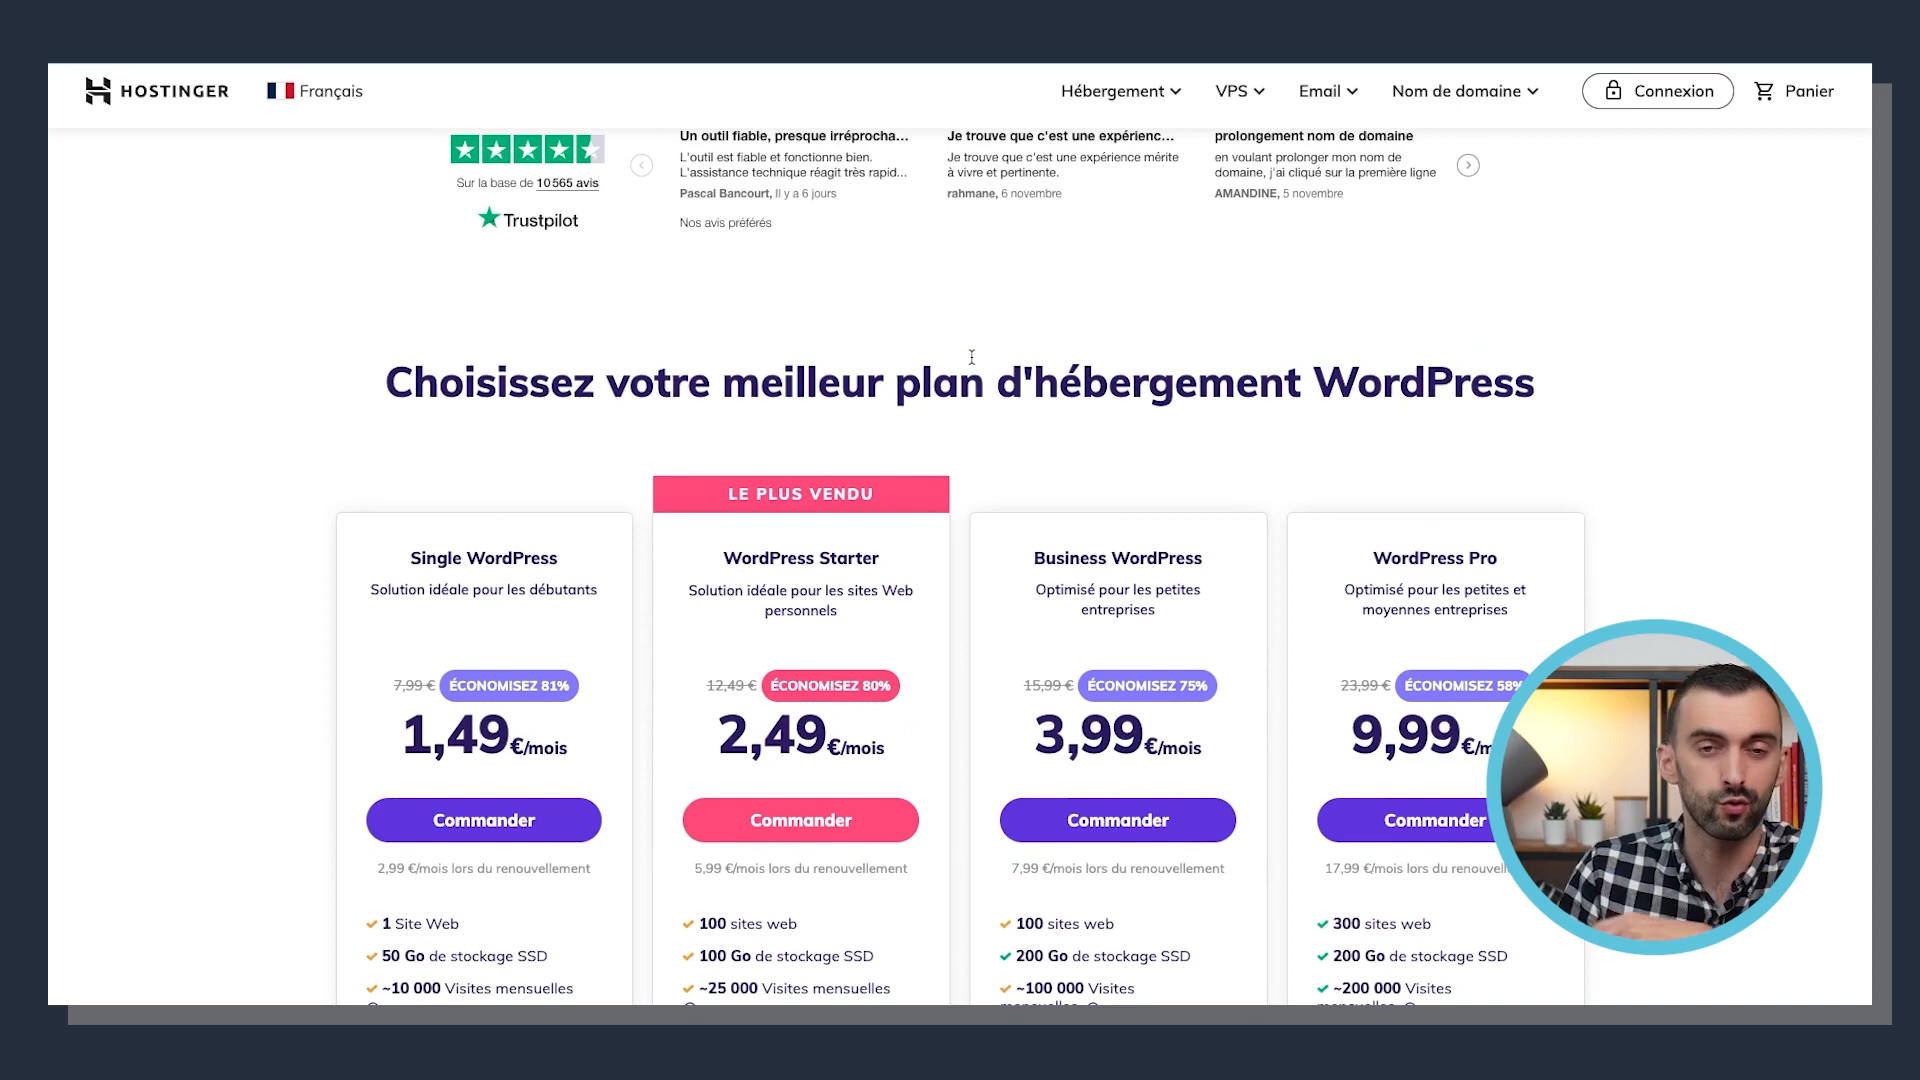 HOSTINGER
Français
Hébergement
VPS
Email
Nom de domaine
Connexion
Panier
Sur la base de 10 565 avis
Trustpilot
Un outil fiable, presque irréprocha...
L'outil est fiable et fonctionne bien.
L'assistance technique réagit très rapid...
Pascal Bancourt, Il y a 6 jours
Nos avis préférés
Je trouve que c'est une expérienc...
Je trouve que c'est une expérience mérite
à vivre et pertinente.
rahmane, 6 novembre
prolongement nom de domaine
en voulant prolonger mon nom de
domaine, j'ai cliqué sur la première ligne
AMANDINE, 5 novembre
Choisissez votre meilleur plan d'hébergement WordPress
Single WordPress
Solution idéale pour les débutants
7,99 € ÉCONOMISEZ 81%
1,49€/mois
Commander
2,99 €/mois lors du renouvellement
1 Site Web
50 Go de stockage SSD
~10 000 Visites mensuelles
LE PLUS VENDU
WordPress Starter
Solution idéale pour les sites Web
personnels
12,49 € ÉCONOMISEZ 80%
2,49€/mois
Commander
5,99 €/mois lors du renouvellement
100 sites web
100 Go de stockage SSD
~25 000 Visites mensuelles
Business WordPress
Optimisé pour les petites
entreprises
15,99 € ÉCONOMISEZ 75%
3,99€/mois
Commander
7,99 €/mois lors du renouvellement
100 sites web
200 Go de stockage SSD
~100 000 Visites
mensuelles
WordPress Pro
Optimisé pour les petites et
moyennes entreprises
23,99 € ÉCONOMISEZ 58%
9,99€/m
Commander
17,99 €/mois lors du renouvell
300 sites web
200 Go de stockage SSD
~200 000 Visites
mensuelles